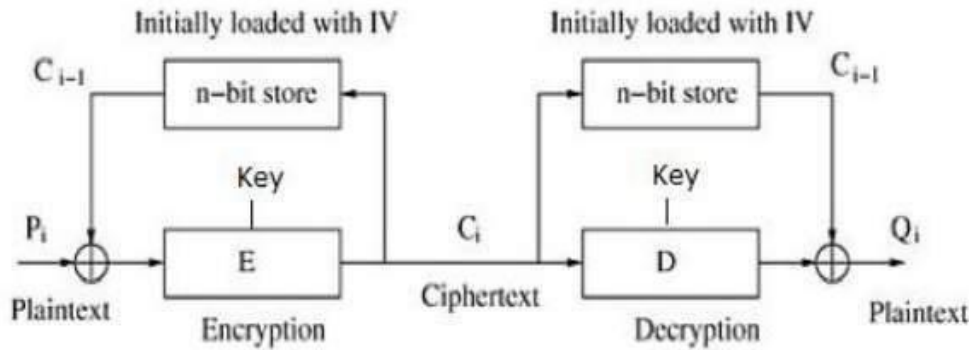 Initially loaded with IV
Initially loaded with IV
C i-1
n-bit store
n-bit store
C i-1
Key
Key
P i
E
C i
D
Q i
Plaintext
Ciphertext
Plaintext
Encryption
Decryption